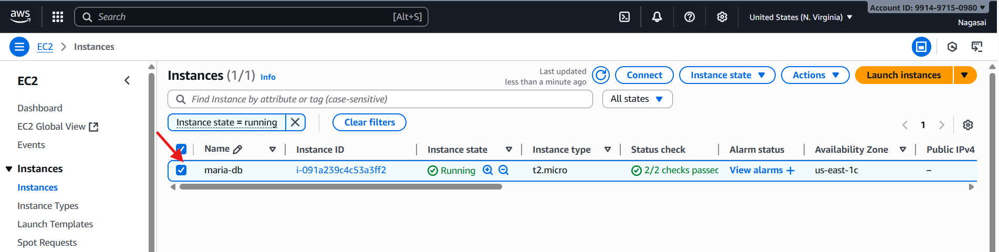 aws Search [Alt+S] United States (N. Virginia) Account ID: 9914-9715-0980
Nagasai
EC2 Instances
EC2
Dashboard
EC2 Global View
Events
Instances
Instances
Instance Types
Launch Templates
Spot Requests
Instances (1/1) Info
Last updated
less than a minute ago
Connect Instance state Actions Launch instances
Find Instance by attribute or tag (case-sensitive) All states
Instance state = running Clear filters
1
Name Instance ID Instance state Instance type Status check Alarm status Availability Zone Public IPv4
maria-db i-091a239c4c53a3ff2 Running t2.micro 2/2 checks passec View alarms + us-east-1c –